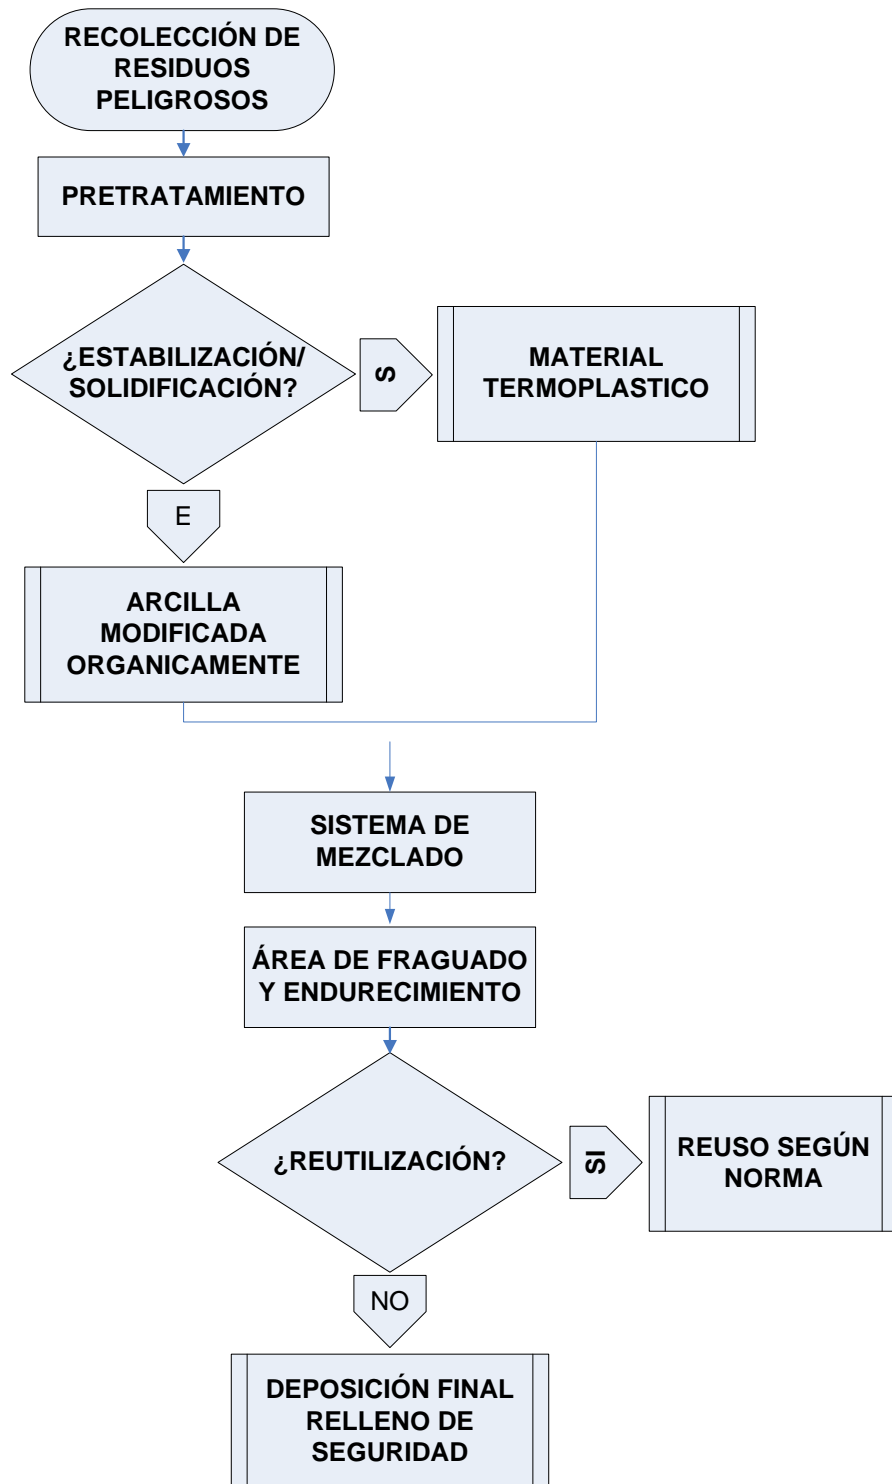 RECOLECCIÓN DE
RESIDUOS
PELIGROSOS
PRETRATAMIENTO
¿ESTABILIZACIÓN/
SOLIDIFICACIÓN?
S
MATERIAL
TERMOPLASTICO
E
ARCILLA
MODIFICADA
ORGANICAMENTE
SISTEMA DE
MEZCLADO
ÁREA DE FRAGUADO
Y ENDURECIMIENTO
¿REUTILIZACIÓN?
SI
REUSO SEGÚN
NORMA
NO
DEPOSICIÓN FINAL
RELLENO DE
SEGURIDAD